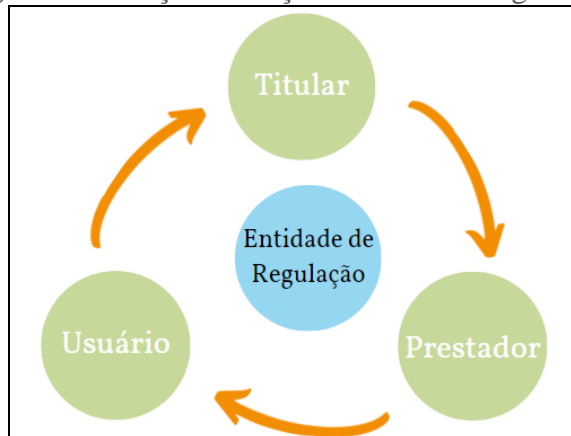 Titular
Entidade de
Regulação
Usuário
Prestador